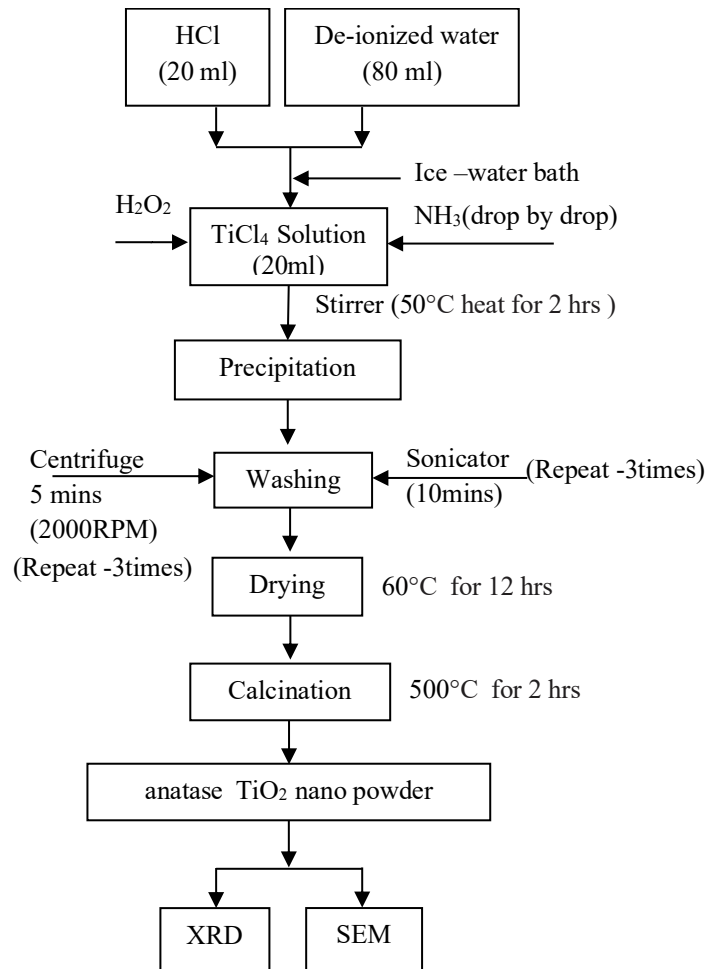 HCl
(20 ml)
De-ionized water
(80 ml)
Ice –water bath
H₂O₂
NH₃(drop by drop)
TiCl₄ Solution
(20ml)
Stirrer (50°C heat for 2 hrs )
Precipitation
Centrifuge
5 mins
(2000RPM)
(Repeat -3times)
Washing
Sonicator
(10mins)
(Repeat -3times)
Drying
60°C for 12 hrs
Calcination
500°C for 2 hrs
anatase TiO₂ nano powder
XRD
SEM